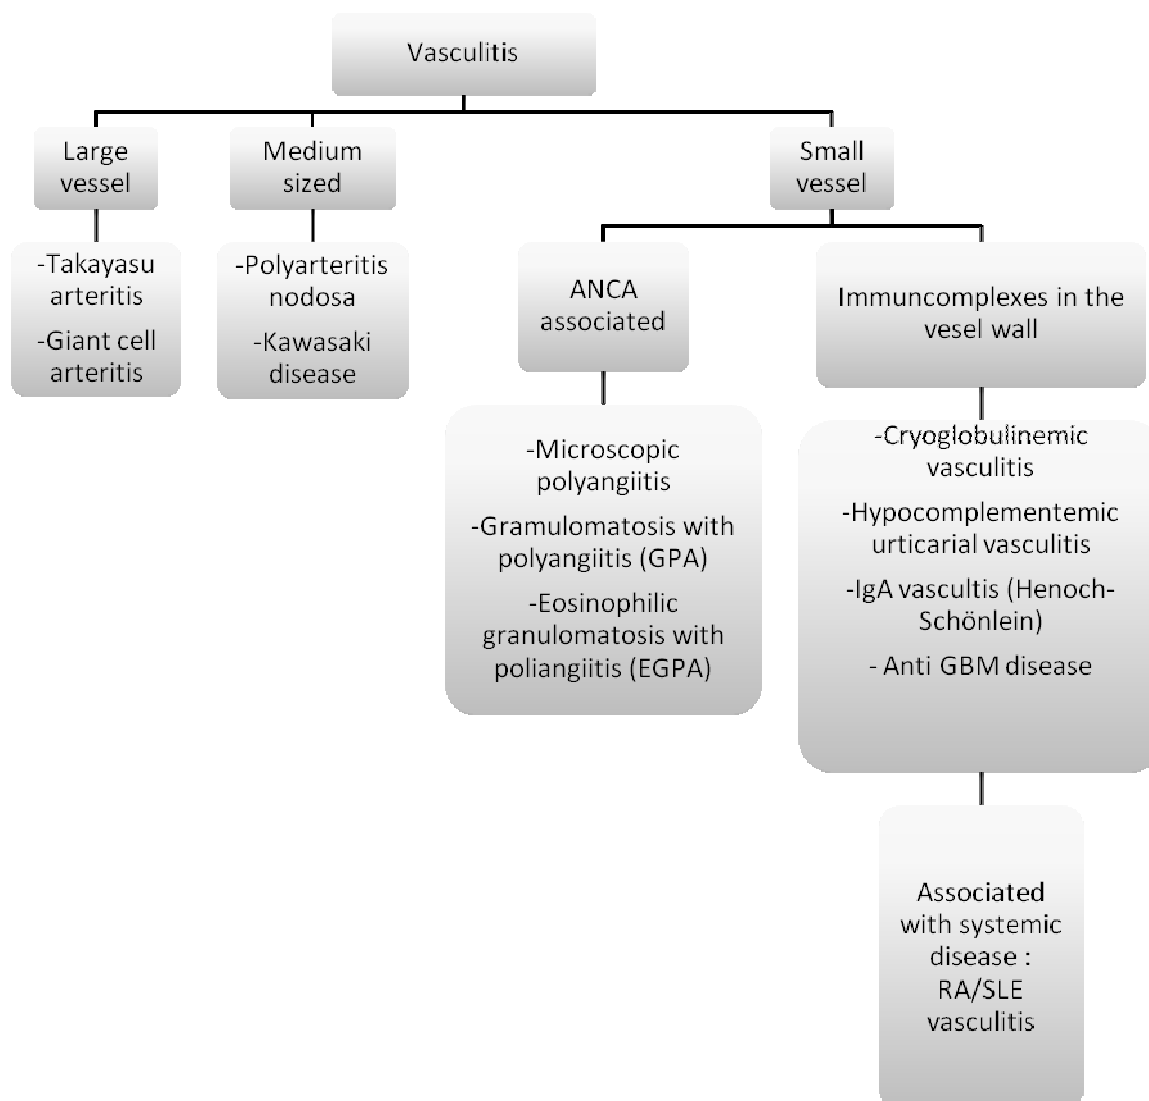 Vasculitis
Large
vessel
Medium
sized
Small
vessel
-Takayasu
arteritis
-Giant cell
arteritis
-Polyarteritis
nodosa
-Kawasaki
disease
ANCA
associated
Immuncomplexes in the
vesel wall
-Microscopic
polyangiitis
-Gramulomatosis with
polyangiitis (GPA)
-Eosinophilic
granulomatosis with
poliangiitis (EGPA)
-Cryoglobulinemic
vasculitis
-Hypocomplementemic
urticarial vasculitis
-IgA vascultis (Henoch-
Schönlein)
- Anti GBM disease
Associated
with systemic
disease :
RA/SLE
vasculitis